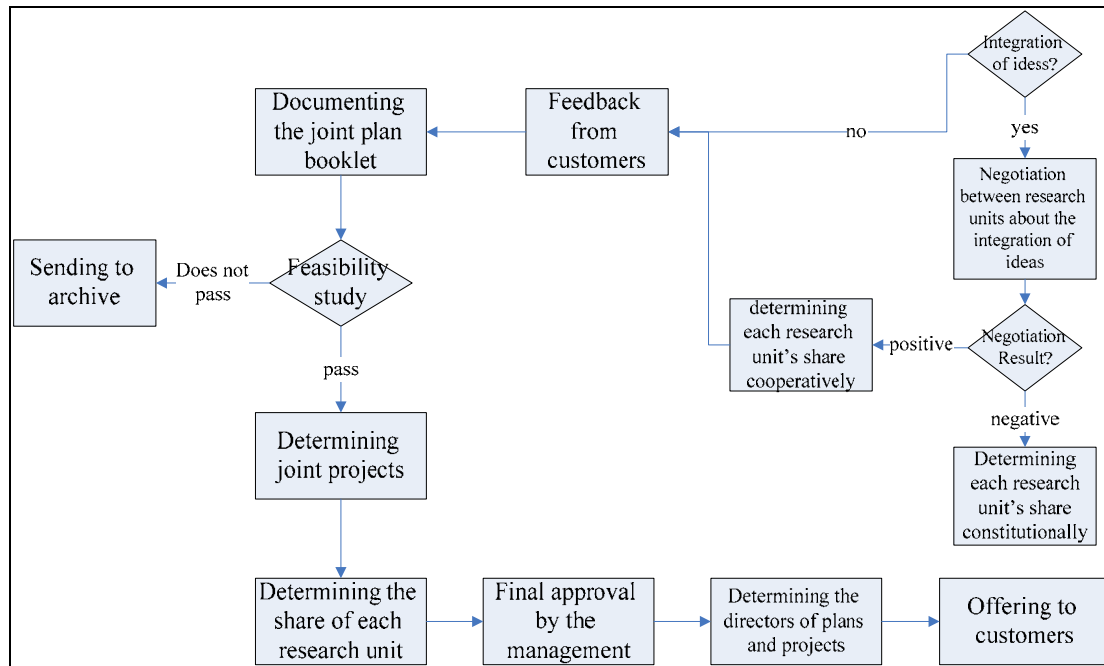 Integration
of idess?
yes
no
Feedback
from
customers
Documenting
the joint plan
booklet
Negotiation
between research
units about the
integration of
ideas
Sending to
archive
Does not
pass
Feasibility
study
determining
each research
unit's share
cooperatively
positive
Negotiation
Result?
pass
negative
Determining
joint projects
Determining
each research
unit's share
constitutionally
Determining the
share of each
research unit
Final approval
by the
management
Determining the
directors of plans
and projects
Offering to
customers